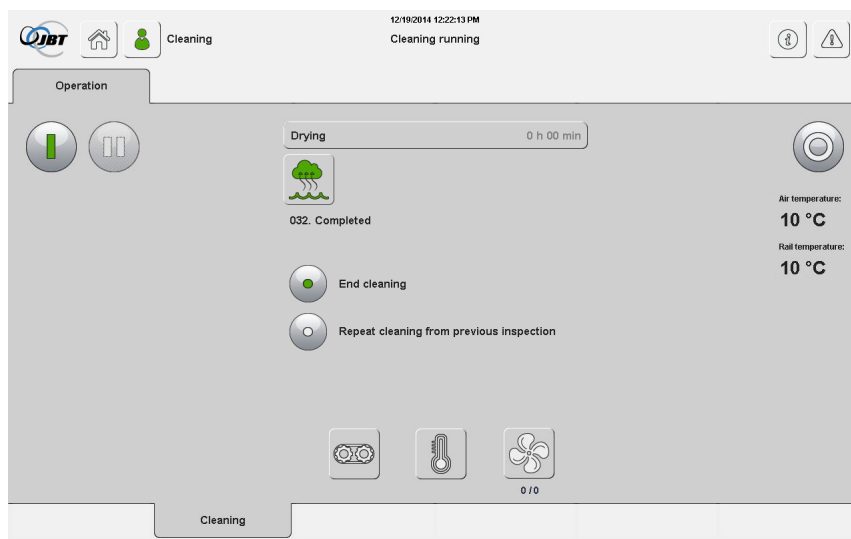 12/19/2014 12:22:13 PM
JBT
Cleaning
Cleaning running
Operation
Drying
0 h 00 min
032. Completed
Air temperature:
10 °C
Rail temperature:
10 °C
End cleaning
Repeat cleaning from previous inspection
0 / 0
Cleaning